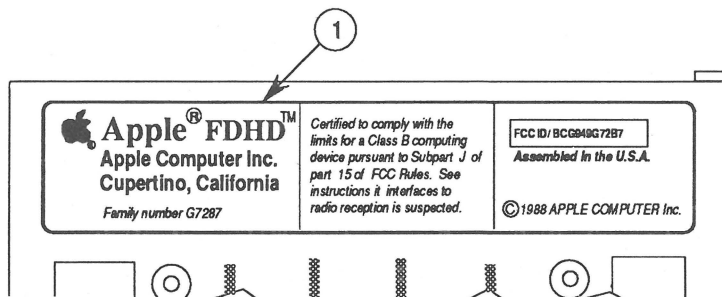 1
Apple® FDHD™
Apple Computer Inc.
Cupertino, California
Family number G7287
Certified to comply with the
limits for a Class B computing
device pursuant to Subpart J of
part 15 of FCC Rules. See
instructions it interfaces to
radio reception is suspected.
FCC ID/ BCG949G7287
Assembled in the U.S.A.
©1988 APPLE COMPUTER Inc.